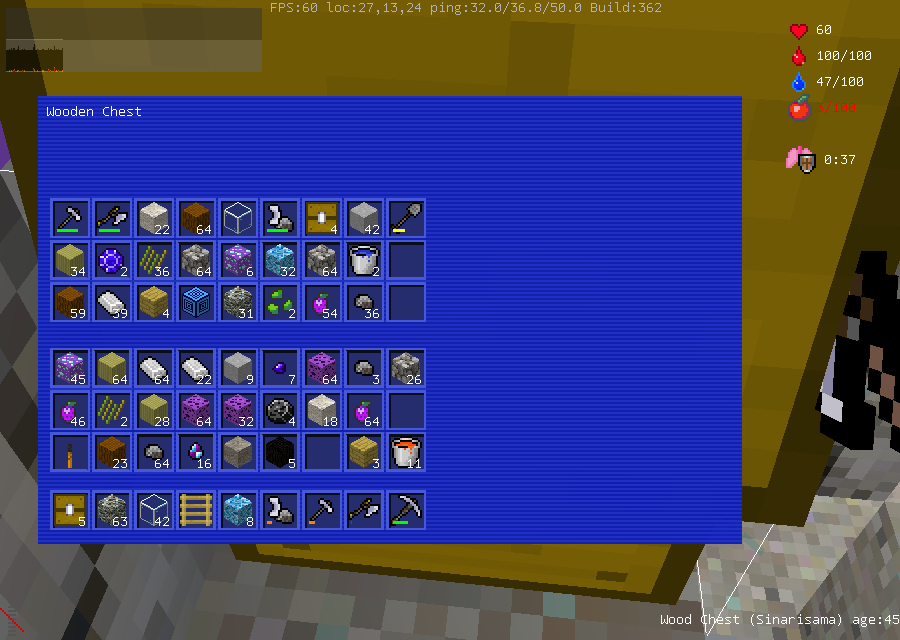 FPS:60 loc:27,13,24 ping:32.0/36.8/50.0 Build:362
60
100/100
47/100
5/100
0:37
Wooden Chest
22 64 4 42
34 2 36 64 6 32 64 2
59 39 4 31 2 54 36
45 64 64 22 9 7 64 3 26
46 2 28 64 32 4 18 64
23 64 16 5 3 11
5 63 42 8
Wood Chest (Sinarisama) age:45